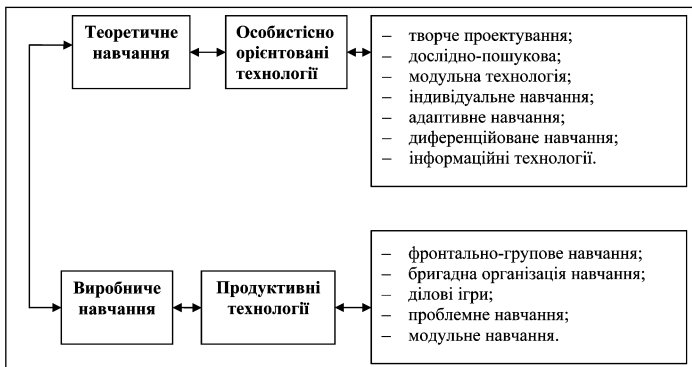 Теоретичне
навчання
Особистісно
орієнтовані
технології
– творче проектування;
– дослідно-пошукова;
– модульна технологія;
– індивідуальне навчання;
– адаптивне навчання;
– диференційоване навчання;
– інформаційні технології.
Виробниче
навчання
Продуктивні
технології
– фронтально-групове навчання;
– бригадна організація навчання;
– ділові ігри;
– проблемне навчання;
– модульне навчання.